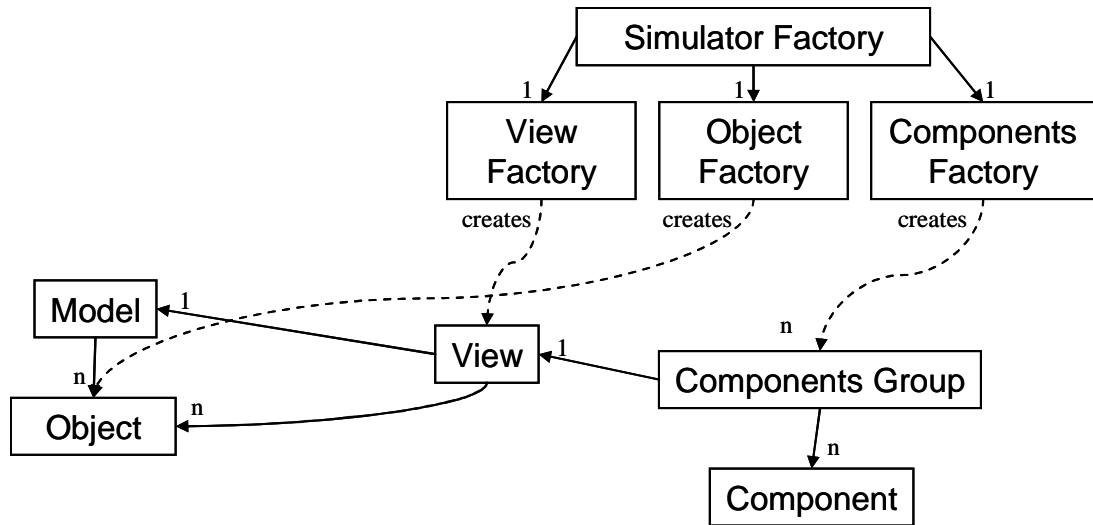 Simulator Factory
1
1
1
View
Factory
Object
Factory
Components
Factory
creates
creates
creates
Model
1
n
View
1
n
Components Group
n
Object
n
n
Component